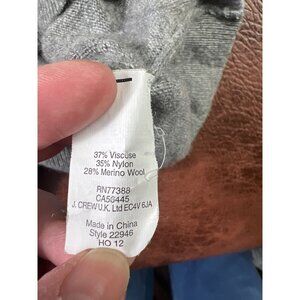 37% Viscose
35% Nylon
28% Merino Wool
RN77388
CA56445
J. CREW U.K. Ltd EC4V 6JA
Made in China
Style 22946
HO 12